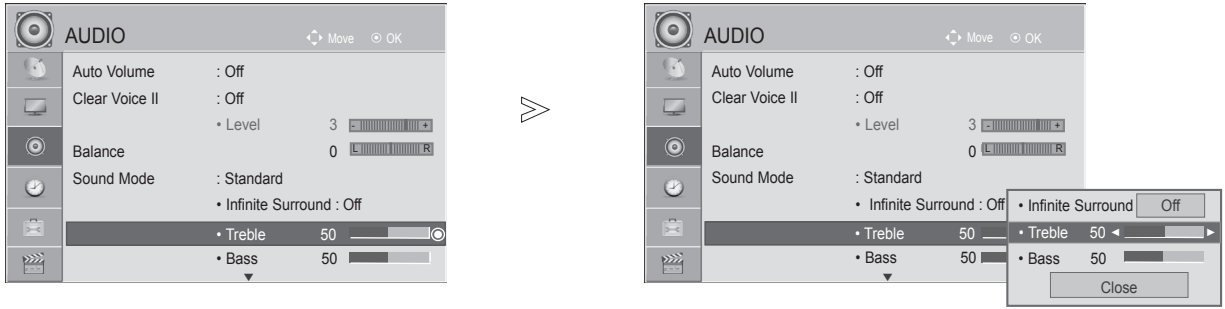 AUDIO
Move OK
Auto Volume : Off
Clear Voice II : Off
• Level 3 - +
Balance 0 L R
Sound Mode : Standard
• Infinite Surround : Off
• Treble 50
• Bass 50
AUDIO
Move OK
Auto Volume : Off
Clear Voice II : Off
• Level 3 - +
Balance 0 L R
Sound Mode : Standard
• Infinite Surround : Off
• Treble 50
• Bass 50
• Infinite Surround Off
• Treble 50
• Bass 50
Close